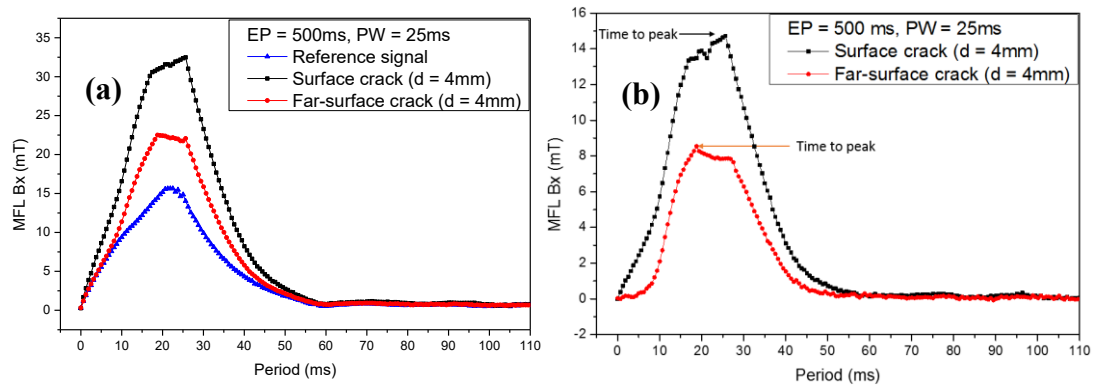 EP = 500ms, PW = 25ms
Reference signal
Surface crack (d = 4mm)
Far-surface crack (d = 4mm)
(a)
MFL Bx (mT)
35
30
25
20
15
10
5
0
0 10 20 30 40 50 60 70 80 90 100 110
Period (ms)
EP = 500 ms, PW = 25ms
Surface crack (d = 4mm)
Far-surface crack (d = 4mm)
Time to peak
(b)
Time to peak
MFL Bx (mT)
16
14
12
10
8
6
4
2
0
-2
0 10 20 30 40 50 60 70 80 90 100 110
Period (ms)